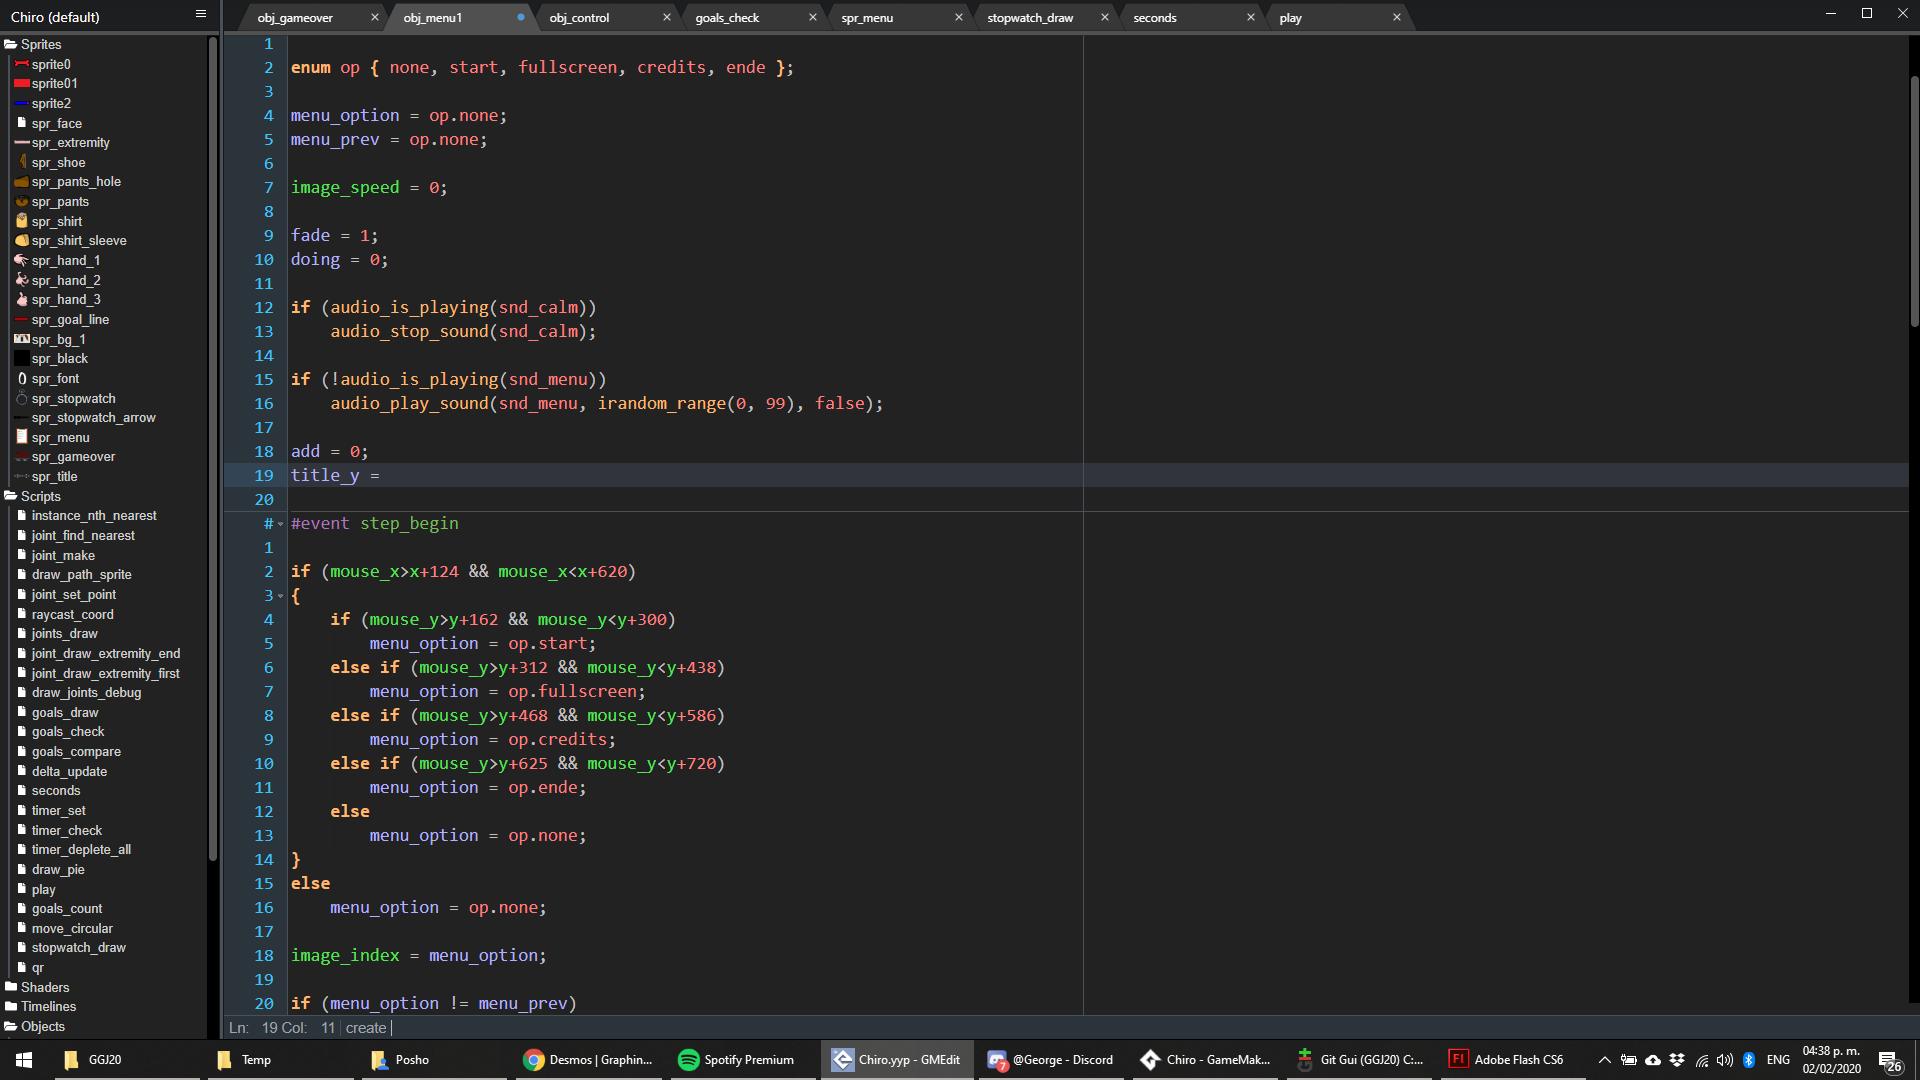 Chiro (default)
obj_gameover
obj_menu1
obj_control
goals_check
spr_menu
stopwatch_draw
seconds
play
Sprites
sprite0
sprite01
sprite2
spr_face
spr_extremity
spr_shoe
spr_pants_hole
spr_pants
spr_shirt
spr_shirt_sleeve
spr_hand_1
spr_hand_2
spr_hand_3
spr_goal_line
spr_bg_1
spr_black
spr_font
spr_stopwatch
spr_stopwatch_arrow
spr_menu
spr_gameover
spr_title
Scripts
instance_nth_nearest
joint_find_nearest
joint_make
draw_path_sprite
joint_set_point
raycast_coord
joints_draw
joint_draw_extremity_end
joint_draw_extremity_first
draw_joints_debug
goals_draw
goals_check
goals_compare
delta_update
seconds
timer_set
timer_check
timer_deplete_all
draw_pie
play
goals_count
move_circular
stopwatch_draw
qr
Shaders
Timelines
Objects
1
2 enum op { none, start, fullscreen, credits, ende };
3
4 menu_option = op.none;
5 menu_prev = op.none;
6
7 image_speed = 0;
8
9 fade = 1;
10 doing = 0;
11
12 if (audio_is_playing(snd_calm))
13 audio_stop_sound(snd_calm);
14
15 if (!audio_is_playing(snd_menu))
16 audio_play_sound(snd_menu, irandom_range(0, 99), false);
17
18 add = 0;
19 title_y =
20
# #event step_begin
1
2 if (mouse_x>x+124 && mouse_x<x+620)
3 {
4 if (mouse_y>y+162 && mouse_y<y+300)
5 menu_option = op.start;
6 else if (mouse_y>y+312 && mouse_y<y+438)
7 menu_option = op.fullscreen;
8 else if (mouse_y>y+468 && mouse_y<y+586)
9 menu_option = op.credits;
10 else if (mouse_y>y+625 && mouse_y<y+720)
11 menu_option = op.ende;
12 else
13 menu_option = op.none;
14 }
15 else
16 menu_option = op.none;
17
18 image_index = menu_option;
19
20 if (menu_option != menu_prev)
Ln: 19 Col: 11 create
GGJ20
Temp
Posho
Desmos | Graphin...
Spotify Premium
Chiro.yyp - GMEdit
7
@George - Discord
Chiro - GameMak...
Git Gui (GGJ20) C:...
Fl
Adobe Flash CS6
ENG
04:38 p. m.
02/02/2020
26